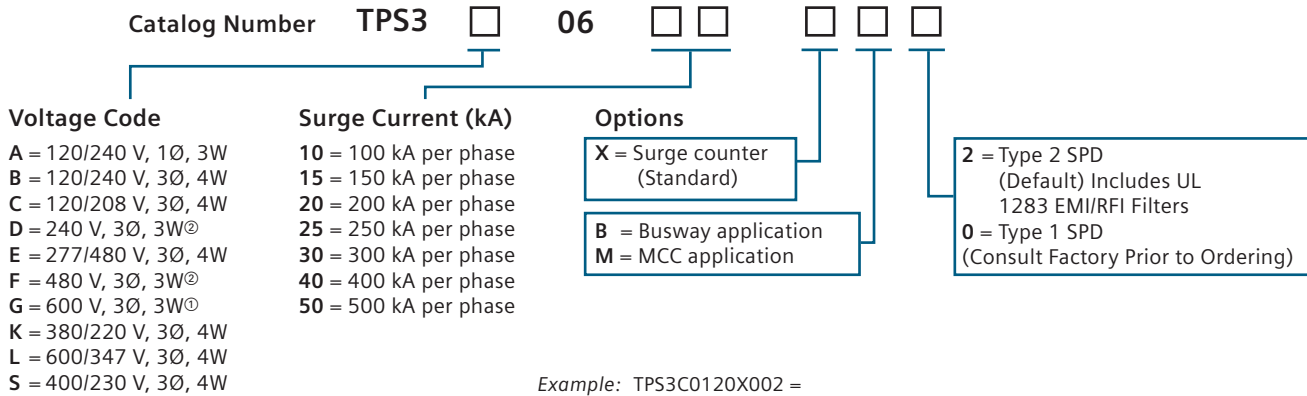 Catalog Number TPS3 □ 06 □ □ □ □ □
Voltage Code
A = 120/240 V, 1Ø, 3W
B = 120/240 V, 3Ø, 4W
C = 120/208 V, 3Ø, 4W
D = 240 V, 3Ø, 3W②
E = 277/480 V, 3Ø, 4W
F = 480 V, 3Ø, 3W②
G = 600 V, 3Ø, 3W①
K = 380/220 V, 3Ø, 4W
L = 600/347 V, 3Ø, 4W
S = 400/230 V, 3Ø, 4W
Surge Current (kA)
10 = 100 kA per phase
15 = 150 kA per phase
20 = 200 kA per phase
25 = 250 kA per phase
30 = 300 kA per phase
40 = 400 kA per phase
50 = 500 kA per phase
Options
X = Surge counter
(Standard)
B = Busway application
M = MCC application
2 = Type 2 SPD
(Default) Includes UL
1283 EMI/RFI Filters
0 = Type 1 SPD
(Consult Factory Prior to Ordering)
Example: TPS3C0120X002 =